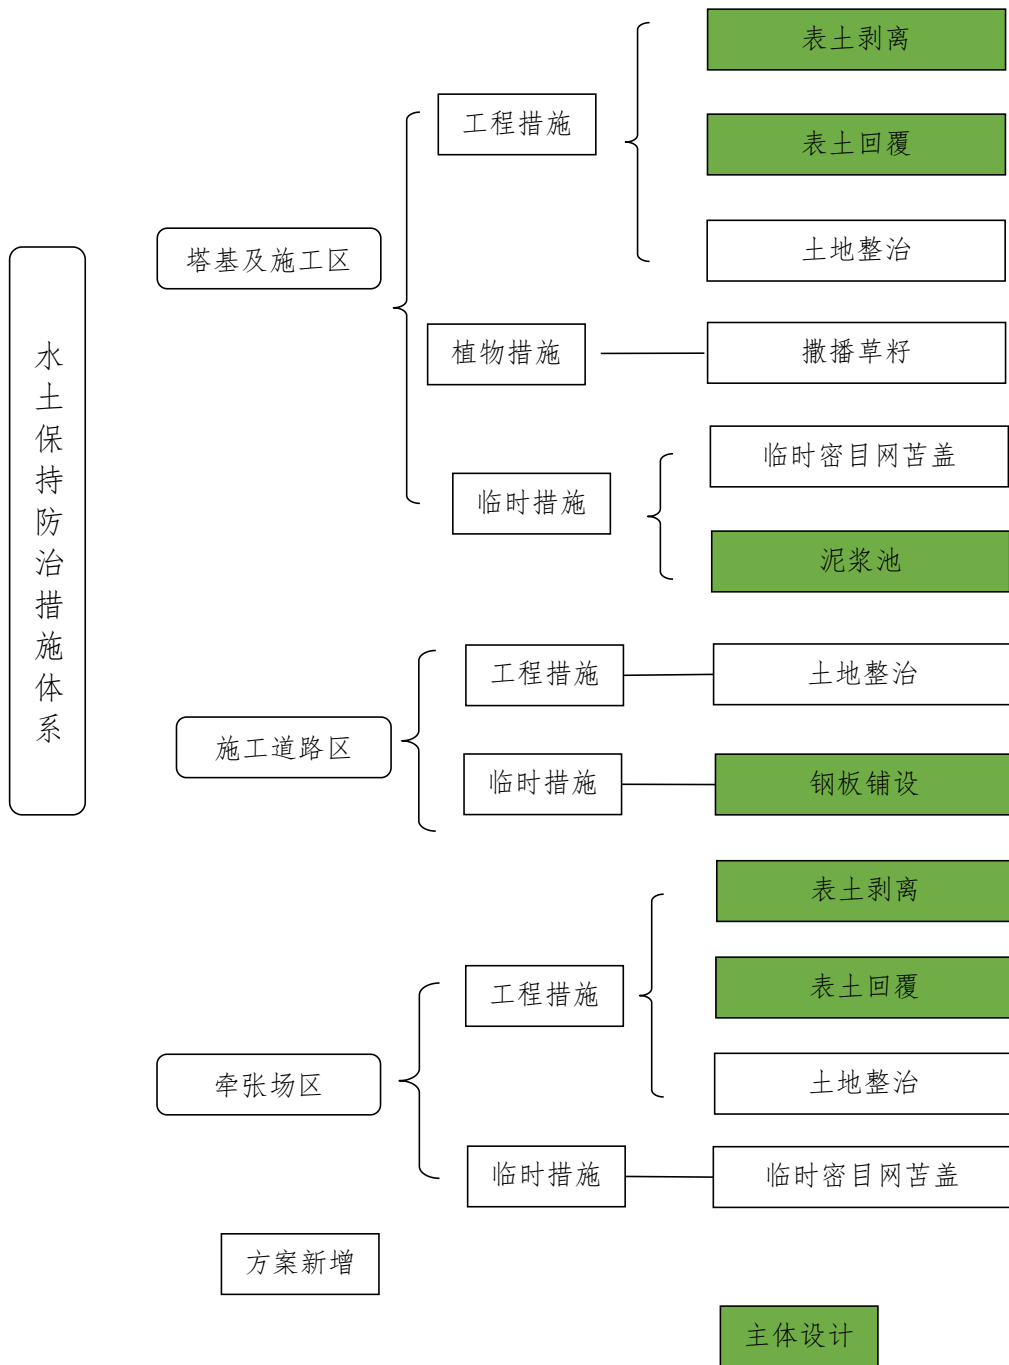 水土保持防治措施体系
塔基及施工区
工程措施
表土剥离
表土回覆
土地整治
植物措施
撒播草籽
临时措施
临时密目网苫盖
泥浆池
施工道路区
工程措施
土地整治
临时措施
钢板铺设
牵张场区
工程措施
表土剥离
表土回覆
土地整治
临时措施
临时密目网苫盖
方案新增
主体设计